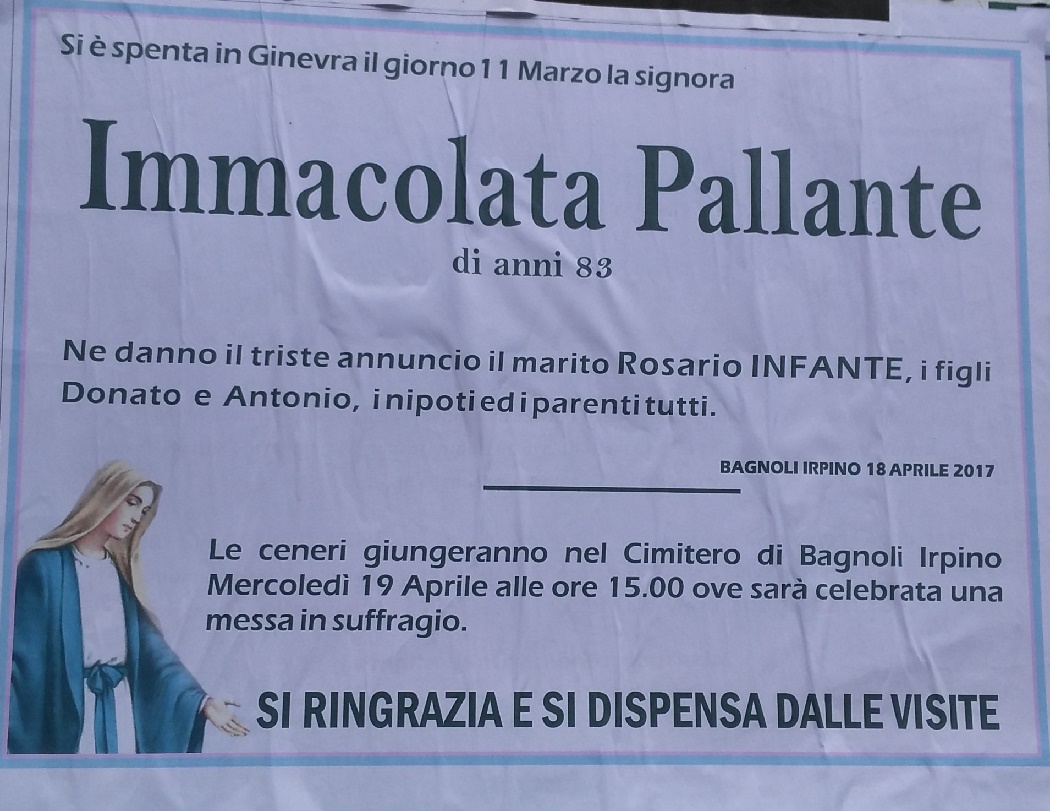 Si è spenta in Ginevra il giorno 11 Marzo la signora
Immacolata Pallante
di anni 83
Ne danno il triste annuncio il marito Rosario INFANTE, i figli
Donato e Antonio, i nipoti ed i parenti tutti.
BAGNOLI IRPINO 18 APRILE 2017
Le ceneri giungeranno nel Cimitero di Bagnoli Irpino
Mercoledì 19 Aprile alle ore 15.00 ove sarà celebrata una
messa in suffragio.
SI RINGRAZIA E SI DISPENSA DALLE VISITE